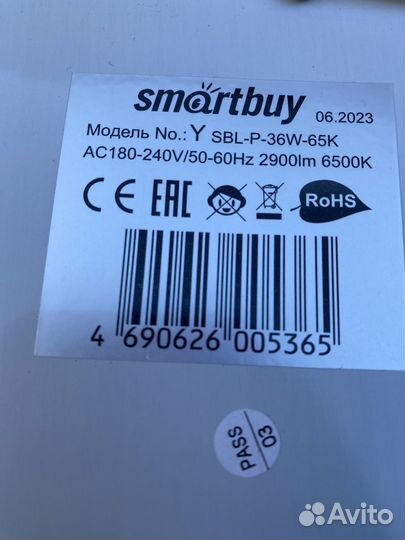 smartbuy
06.2023
Модель No.: Y SBL-P-36W-65K
AC180-240V/50-60Hz 2900lm 6500K
CE EAC RoHS
4 690626 005365
PASS
03
Avito